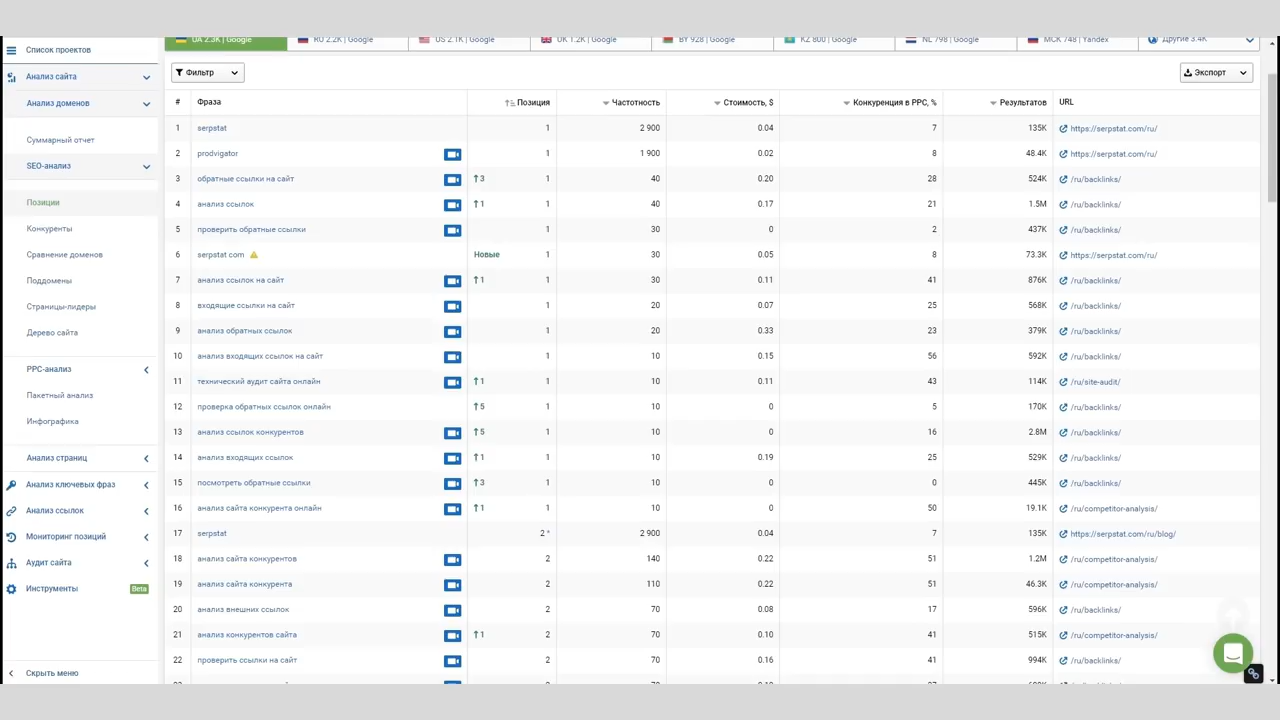 UA 2.3K | Google
RU 2.2K | Google
US 2.1K | Google
UK 1.2K | Google
BY 928 | Google
KZ 800 | Google
NL 798 | Google
МСК 748 | Yandex
Другие 3.4K
Список проектов
Анализ сайта
Анализ доменов
Суммарный отчет
SEO-анализ
Позиции
Конкуренты
Сравнение доменов
Поддомены
Страницы-лидеры
Дерево сайта
PPC-анализ
Пакетный анализ
Инфографика
Анализ страниц
Анализ ключевых фраз
Анализ ссылок
Мониторинг позиций
Аудит сайта
Инструменты Beta
Скрыть меню
Фильтр
Экспорт
# Фраза Позиция Частотность Стоимость, $ Конкуренция в PPC, % Результатов URL
1 serpstat 1 2 900 0.04 7 135K https://serpstat.com/ru/
2 prodvigator 1 1 900 0.02 8 48.4K https://serpstat.com/ru/
3 обратные ссылки на сайт 3 1 40 0.20 28 524K /ru/backlinks/
4 анализ ссылок 1 1 40 0.17 21 1.5M /ru/backlinks/
5 проверить обратные ссылки 1 30 0 2 437K /ru/backlinks/
6 serpstat com Новые 1 30 0.05 8 73.3K https://serpstat.com/ru/
7 анализ ссылок на сайт 1 1 30 0.11 41 876K /ru/backlinks/
8 входящие ссылки на сайт 1 20 0.07 25 568K /ru/backlinks/
9 анализ обратных ссылок 1 20 0.33 23 379K /ru/backlinks/
10 анализ входящих ссылок на сайт 1 10 0.15 56 592K /ru/backlinks/
11 технический аудит сайта онлайн 1 1 10 0.11 43 114K /ru/site-audit/
12 проверка обратных ссылок онлайн 5 1 10 0 5 170K /ru/backlinks/
13 анализ ссылок конкурентов 5 1 10 0 16 2.8M /ru/backlinks/
14 анализ входящих ссылок 1 1 10 0.19 25 529K /ru/backlinks/
15 посмотреть обратные ссылки 3 1 10 0 0 445K /ru/backlinks/
16 анализ сайта конкурента онлайн 1 1 10 0 50 19.1K /ru/competitor-analysis/
17 serpstat 2 * 2 900 0.04 7 135K https://serpstat.com/ru/blog/
18 анализ сайта конкурентов 2 140 0.22 51 1.2M /ru/competitor-analysis/
19 анализ сайта конкурента 2 110 0.22 51 46.3K /ru/competitor-analysis/
20 анализ внешних ссылок 2 70 0.08 17 596K /ru/backlinks/
21 анализ конкурентов сайта 1 2 70 0.10 41 515K /ru/competitor-analysis/
22 проверить ссылки на сайт 2 70 0.16 41 994K /ru/backlinks/